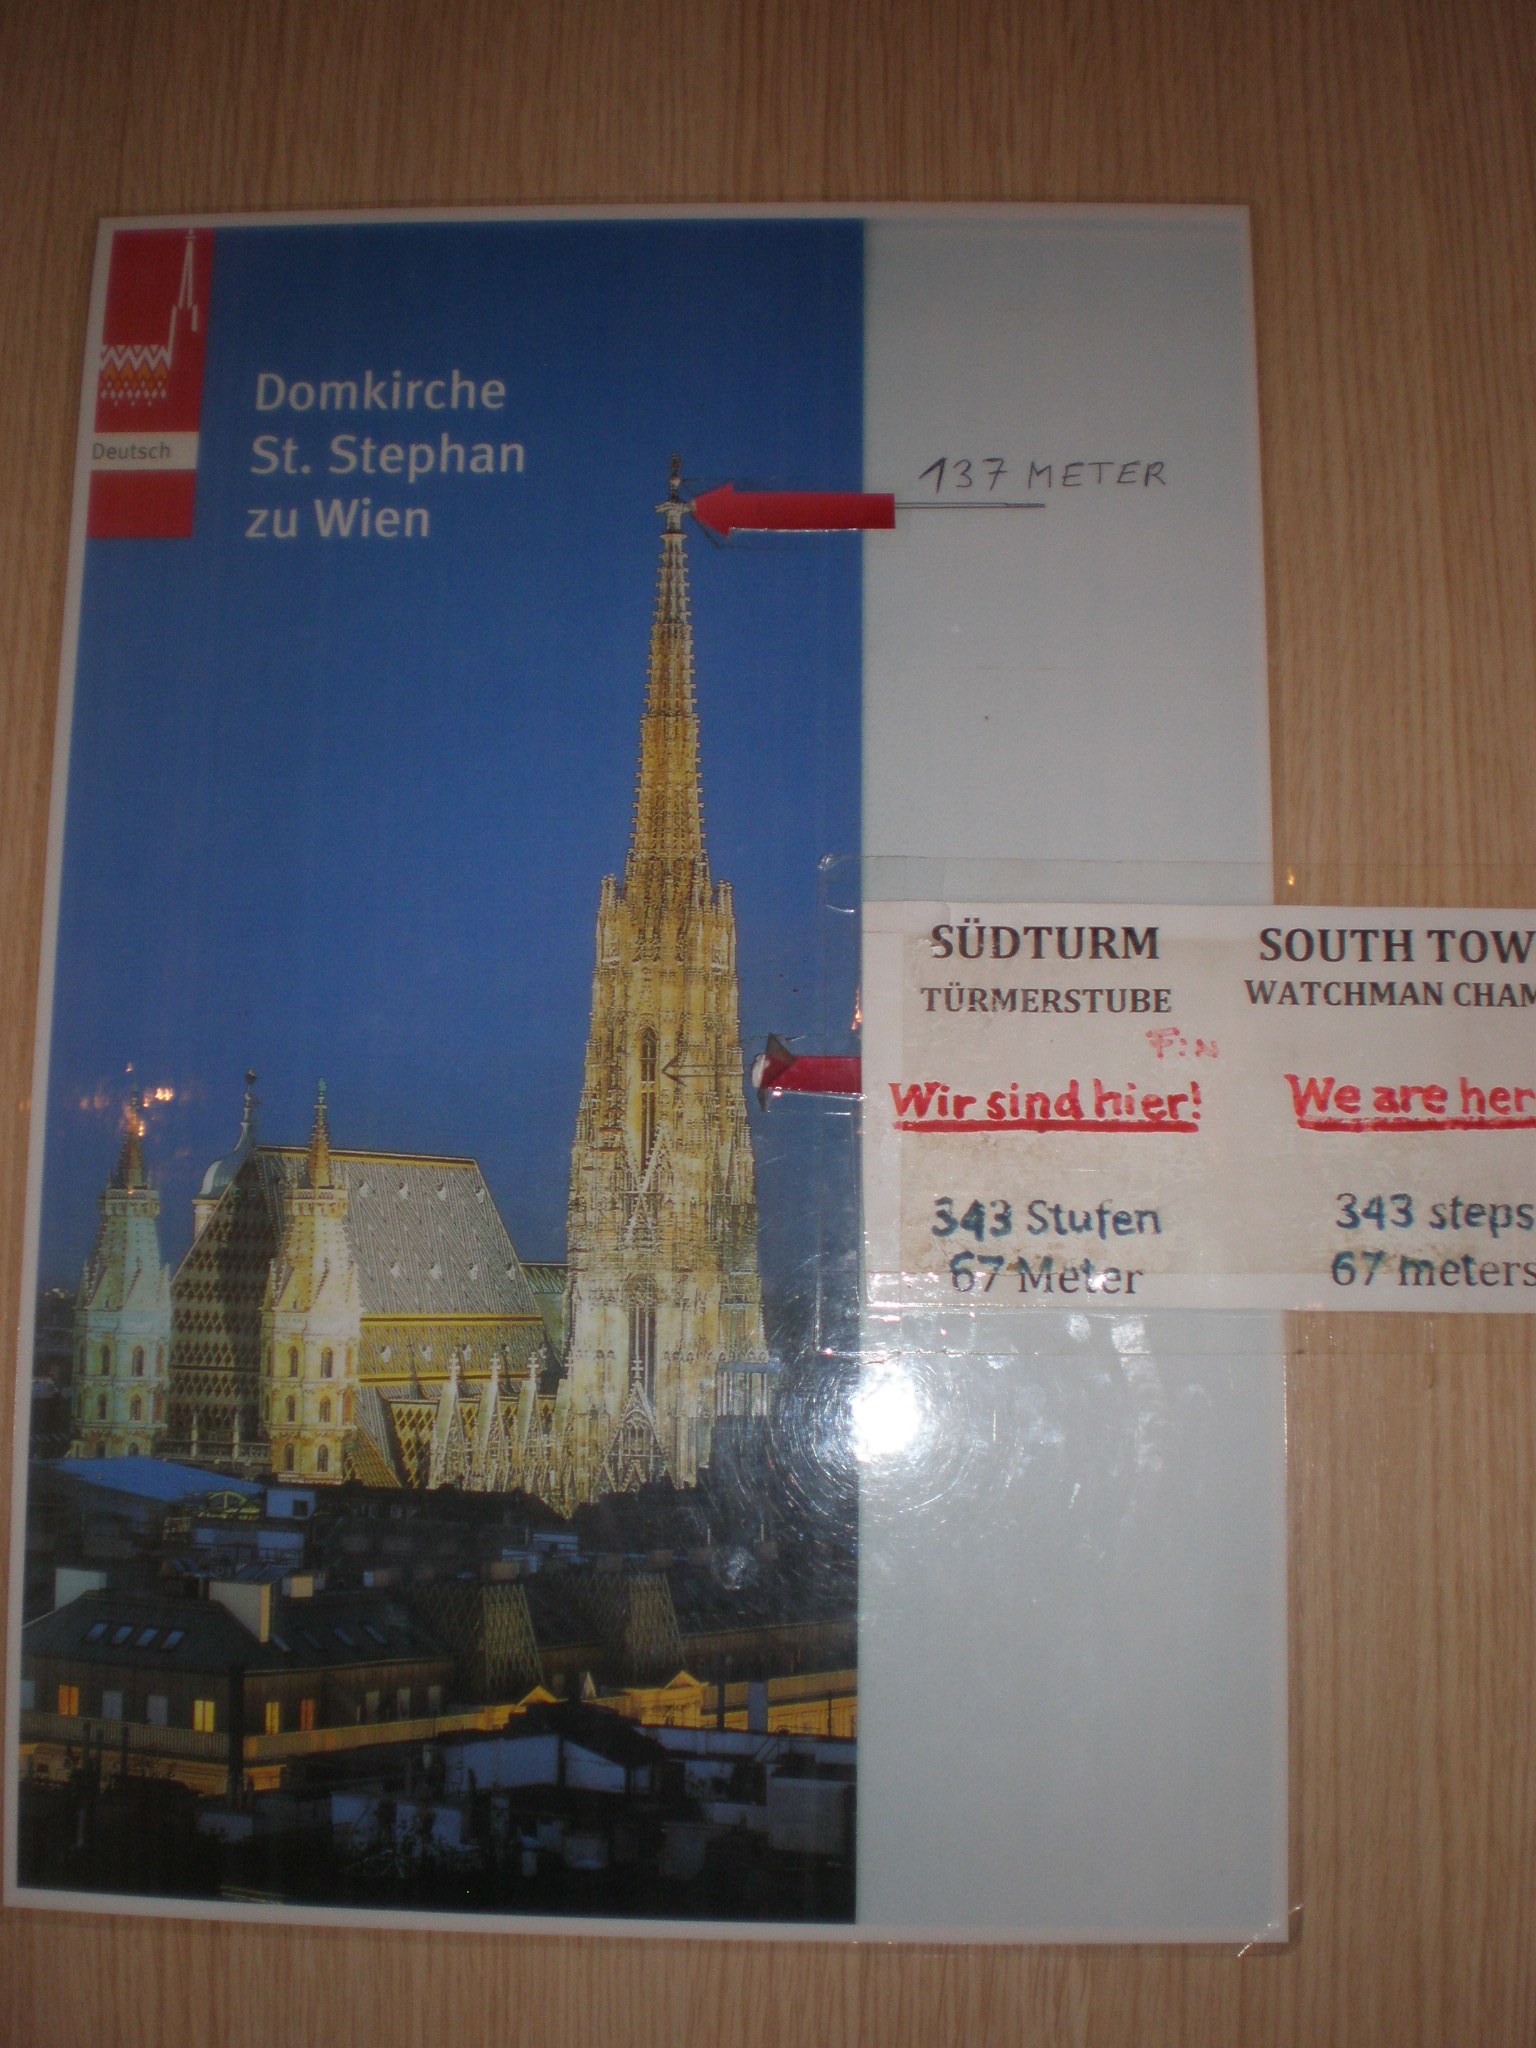 Deutsch
Domkirche
St. Stephan
zu Wien
137 METER
SÜDTURM
TÜRMERSTUBE
Wir sind hier!
343 Stufen
67 Meter
SOUTH TOW
WATCHMAN CHAM
We are her
343 steps
67 meters